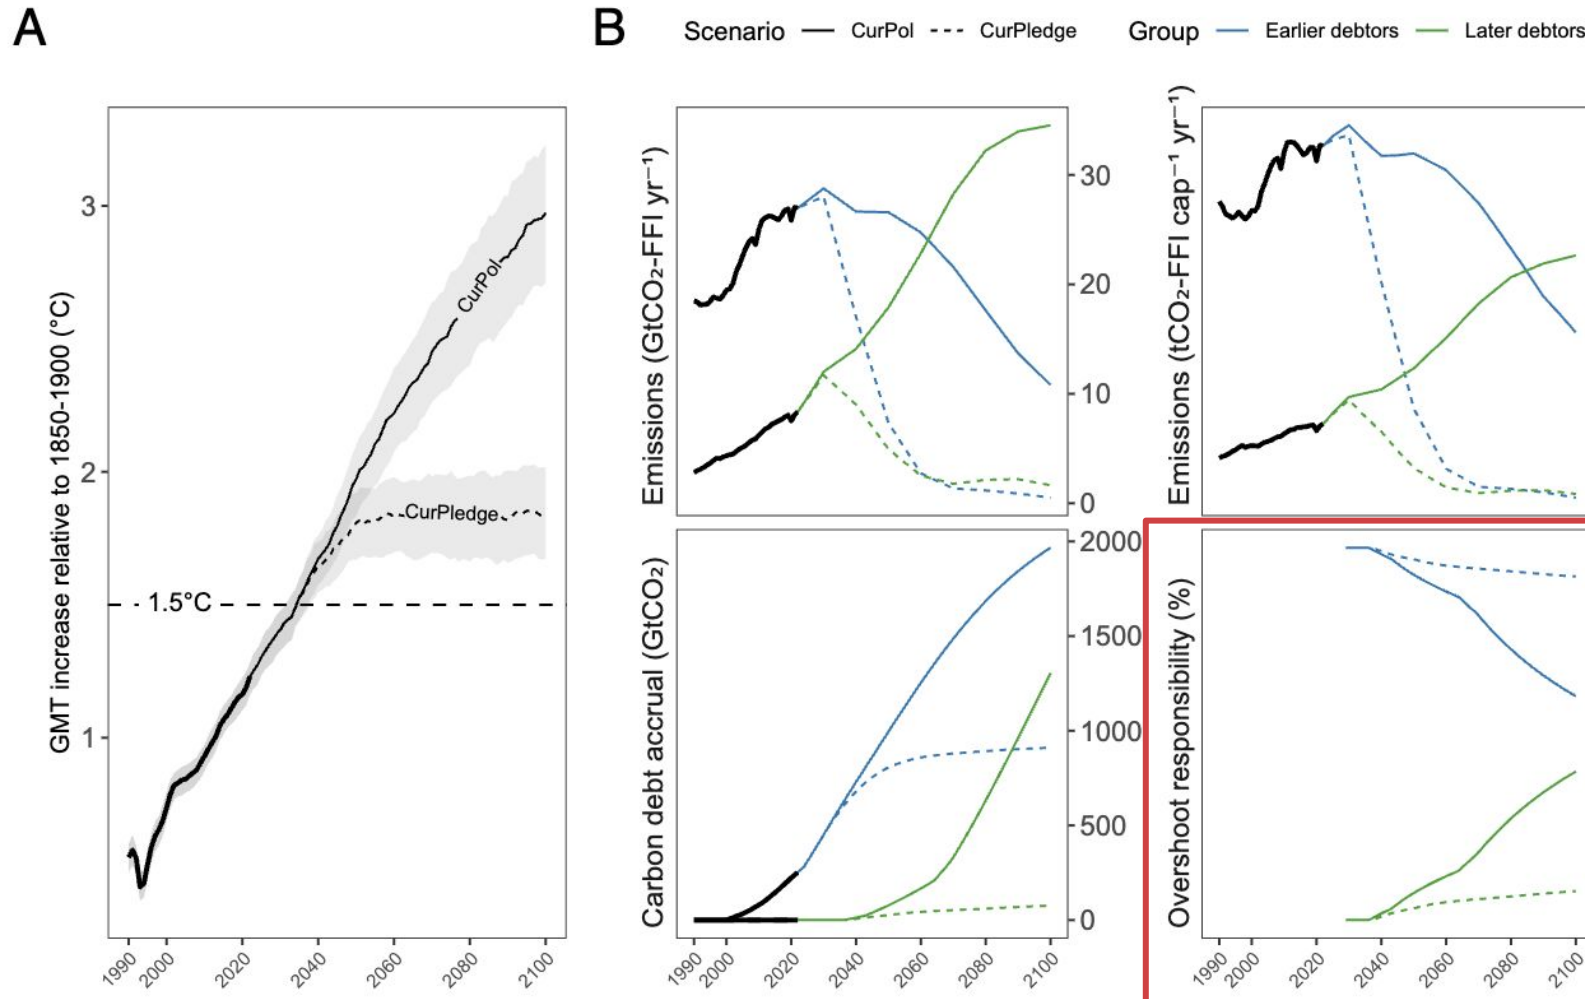 A
B
Scenario CurPol CurPledge Group Earlier debtors Later debtors
GMT increase relative to 1850-1900 (°C)
3
2
1
CurPol
CurPledge
1.5°C
1990 2000 2020 2040 2060 2080 2100
Emissions (GtCO₂-FFI yr⁻¹)
30
20
10
0
Emissions (tCO₂-FFI cap⁻¹ yr⁻¹)
Carbon debt accrual (GtCO₂)
2000
1500
1000
500
0
1990 2000 2020 2040 2060 2080 2100
Overshoot responsibility (%)
1990 2000 2020 2040 2060 2080 2100